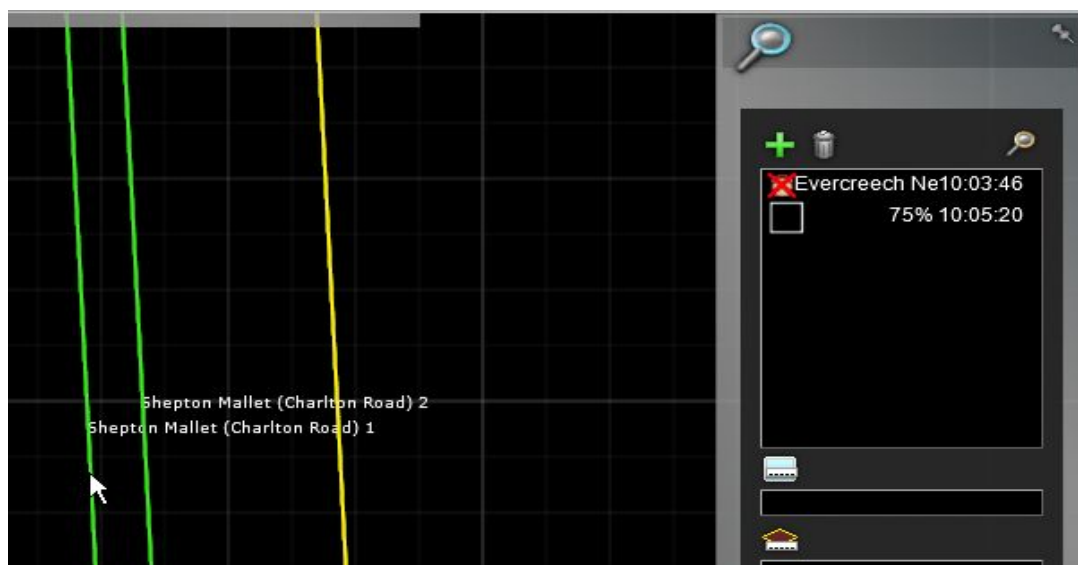 Evercreech Ne10:03:46
75% 10:05:20
Shepton Mallet (Charlton Road) 2
Shepton Mallet (Charlton Road) 1